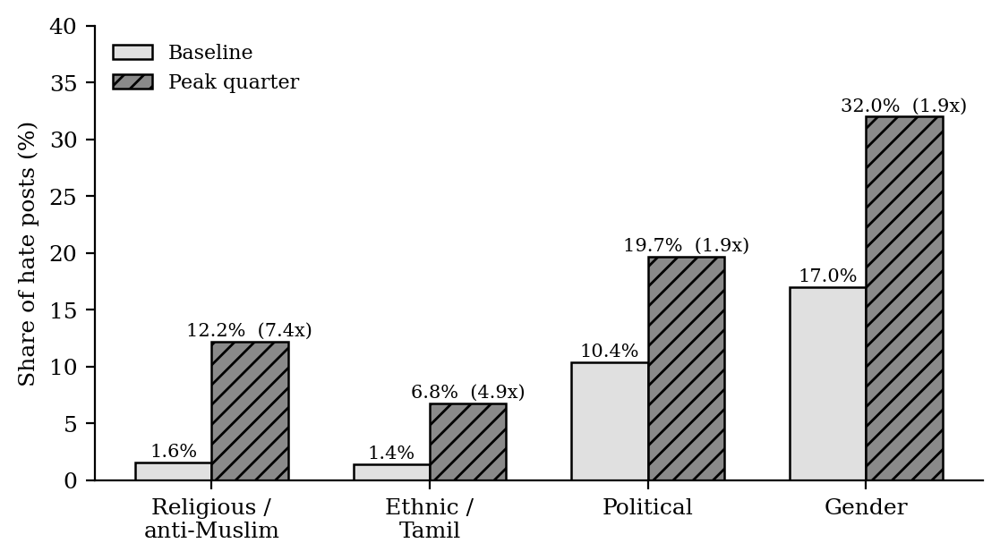 Baseline
Peak quarter
Share of hate posts (%)
40
35
30
25
20
15
10
5
0
1.6%
12.2%  (7.4x)
1.4%
6.8%  (4.9x)
10.4%
19.7%  (1.9x)
17.0%
32.0%  (1.9x)
Religious /
anti-Muslim
Ethnic /
Tamil
Political
Gender